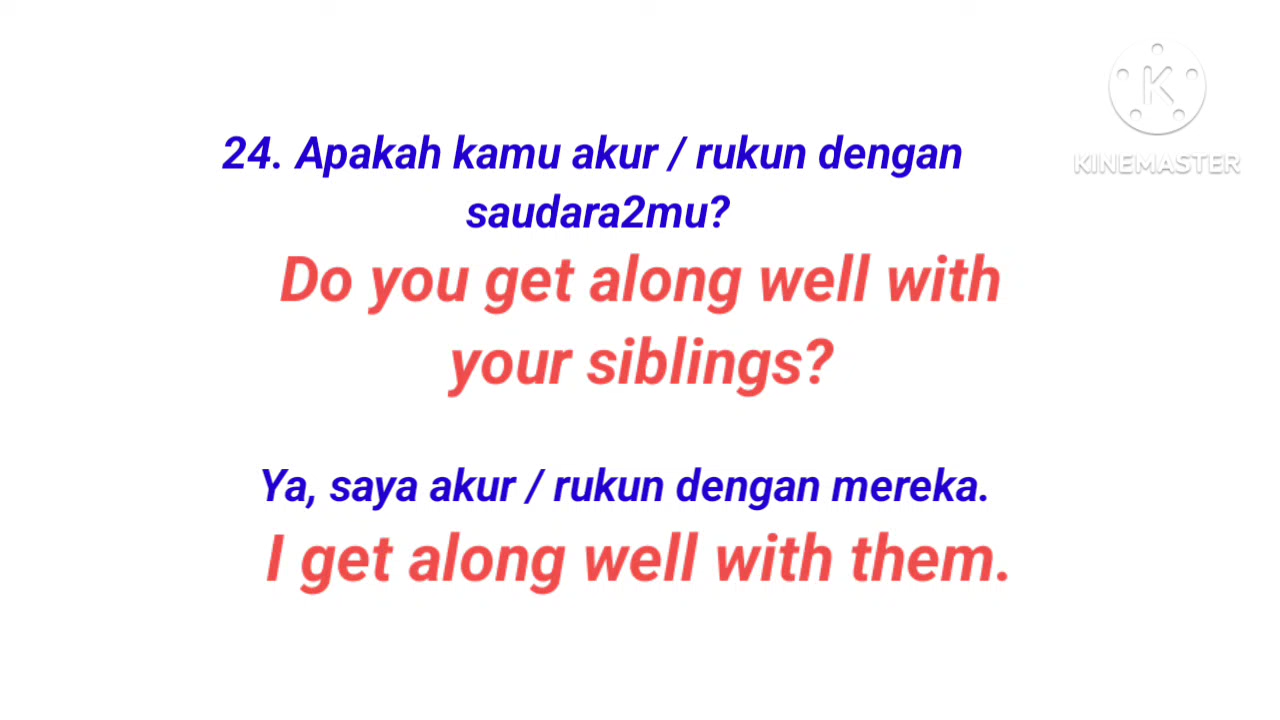 24. Apakah kamu akur / rukun dengan
saudara2mu?
Do you get along well with
your siblings?
Ya, saya akur / rukun dengan mereka.
I get along well with them.
K
KINEMASTER